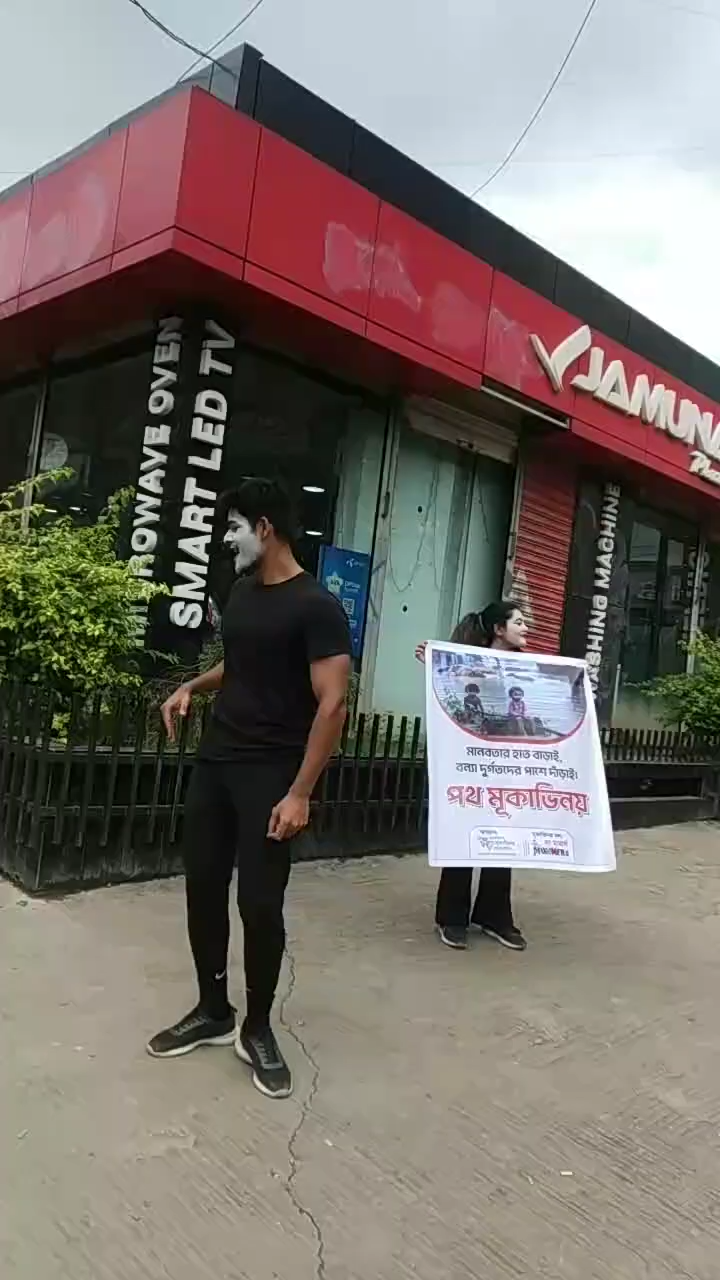 MICROWAVE OVEN
SMART LED TV
JAMUNA
WASHING MACHINE
মানবতার হাত বাড়াই,
বন্যা দুর্গতদের পাশে দাঁড়াই।
পথ মূকাভিনয়